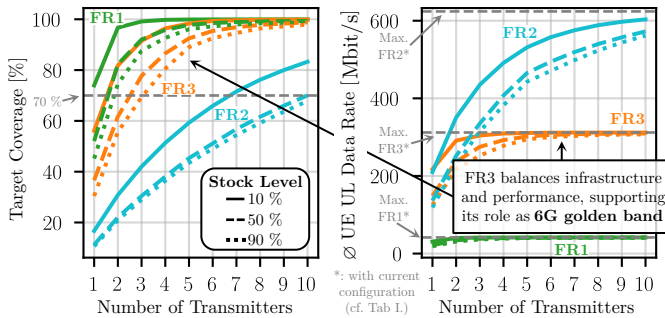 Target Coverage [%]
100
80
60
40
20
70 %
FR1
FR3
FR2
Stock Level
10 %
50 %
90 %
1 2 3 4 5 6 7 8 9 10
Number of Transmitters
∅ UE UL Data Rate [Mbit/s]
600
400
200
0
Max.
FR2*
Max.
FR3*
Max.
FR1*
FR2
FR3
FR3 balances infrastructure
and performance, supporting
its role as 6G golden band
FR1
1 2 3 4 5 6 7 8 9 10
Number of Transmitters
*: with current
configuration
(cf. Tab I.)